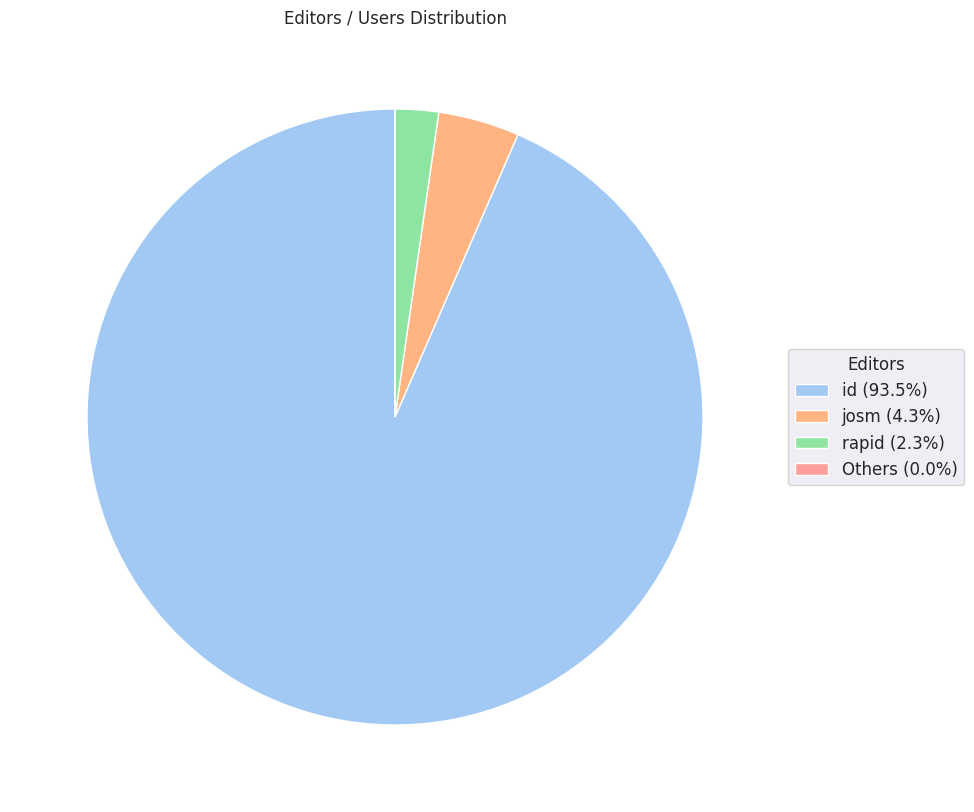 Editors / Users Distribution
Editors
id (93.5%)
josm (4.3%)
rapid (2.3%)
Others (0.0%)